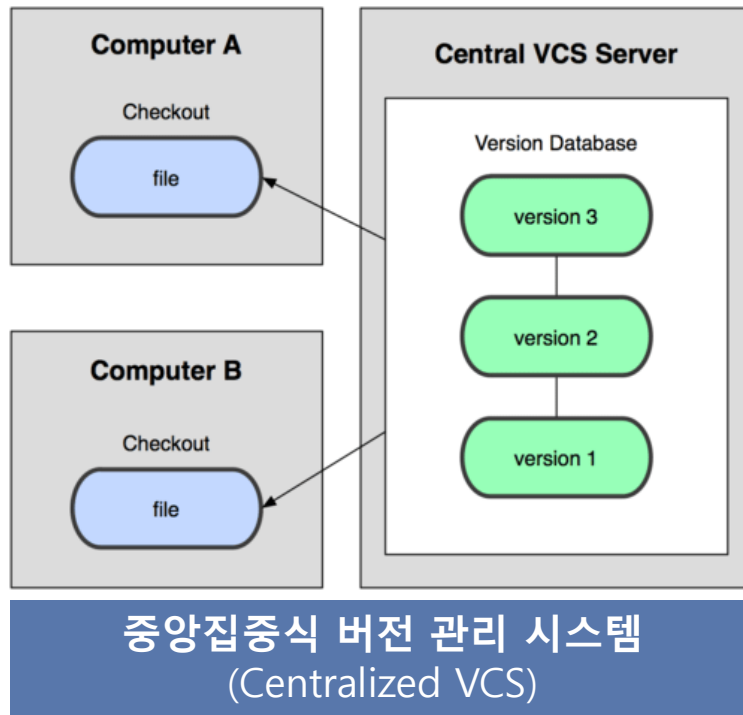 Computer A
Checkout
file
Computer B
Checkout
file
Central VCS Server
Version Database
version 3
version 2
version 1
중앙집중식 버전 관리 시스템
(Centralized VCS)